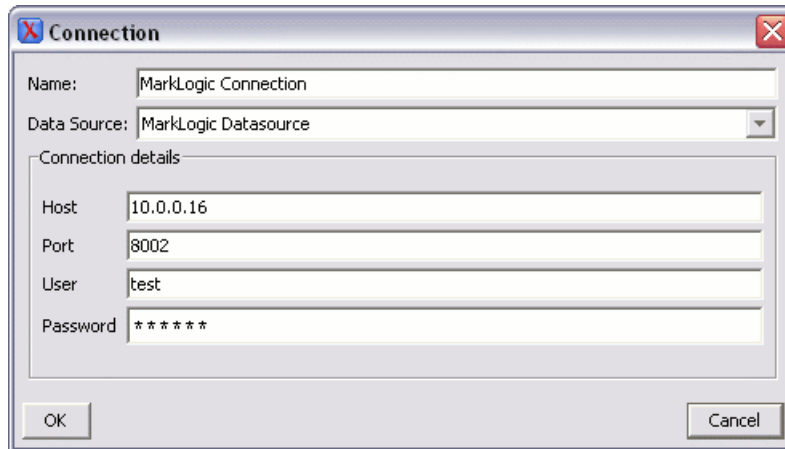 Connection
Name: MarkLogic Connection
Data Source: MarkLogic Datasource
Connection details
Host 10.0.0.16
Port 8002
User test
Password ******
OK Cancel